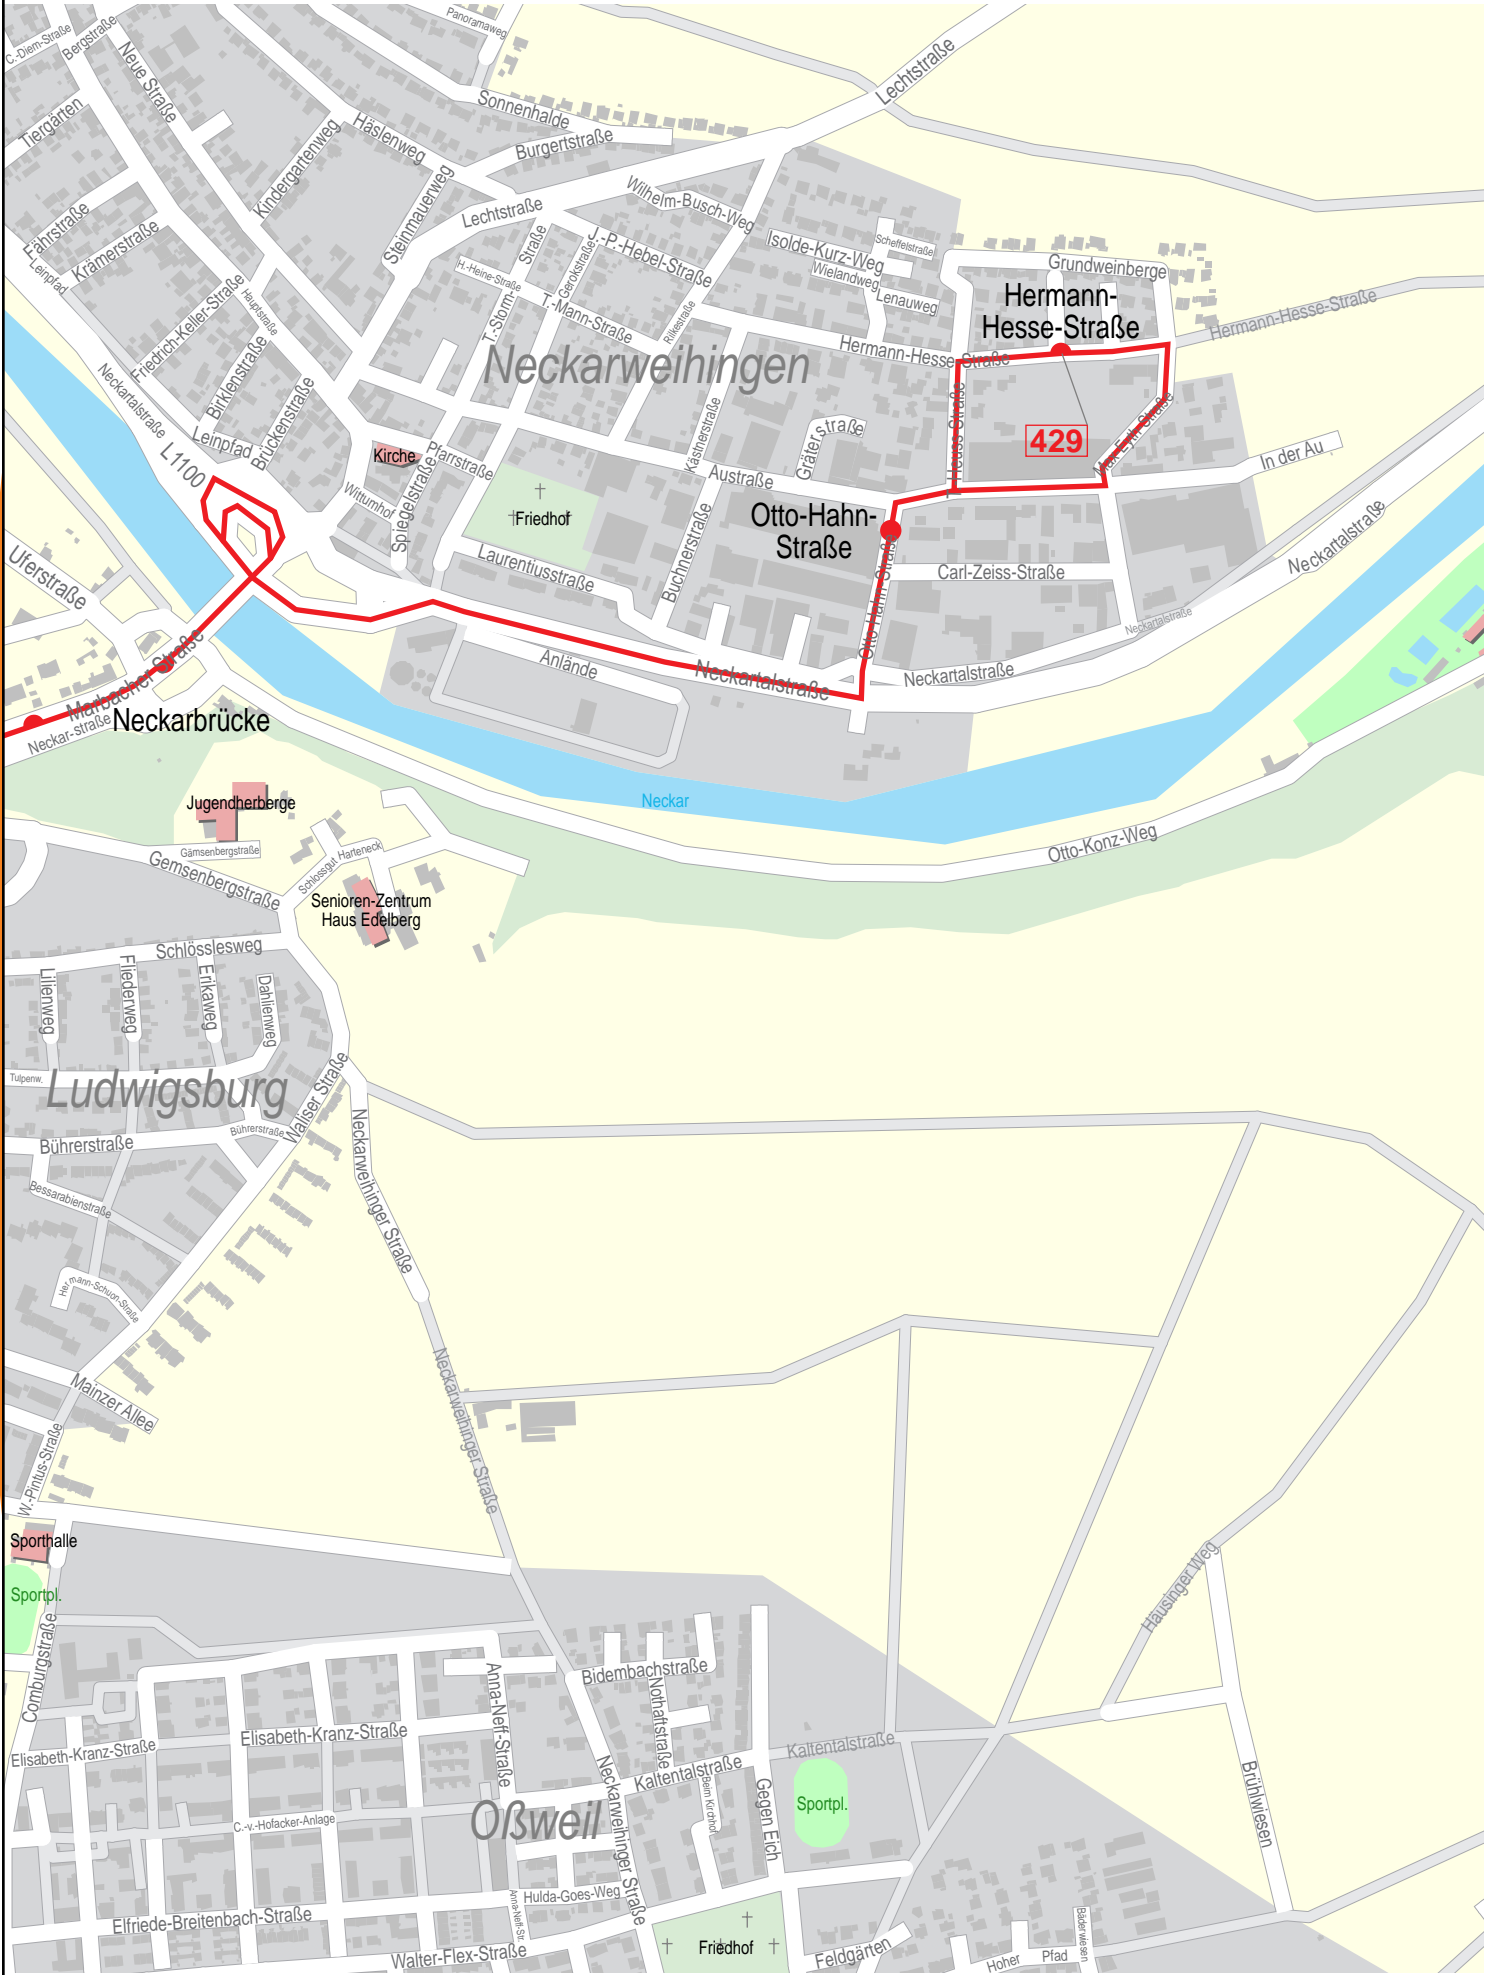 Panoramaweg
C.-Diem-Straße
Bergstraße
Neue Straße
Tiergärten
Sonnenhalde
Burgertstraße
Lechtstraße
Häslenweg
Kindergartenweg
Steinmauerweg
Lechtstraße
Wilhelm-Busch-Weg
Isolde-Kurz-Weg
Scheffelstraße
Wielandweg
Lenauweg
Grundweinberge
Fährstraße
Krämerstraße
Leinpfad
Friedrich-Keller-Straße
Hauptstraße
H.-Heine-Straße
T.-Storm-
Straße
Gerokstraße
J.-P.-Hebel-Straße
T.-Mann-Straße
Rilkestraße
Hermann-
Hesse-Straße
Hermann-Hesse-Straße
Hermann-Hesse-Straße
Neckarweihingen
Neckartalstraße
L1100
Birklenstraße
Leinpfad
Brückenstraße
Kirche
Pfarrstraße
Wittumhof
Spiegelstraße
Friedhof
Kästnerstraße
Gräterstraße
T.-Heuss-Straße
429
Max-Eyth-Straße
In der Au
Austraße
Otto-Hahn-
Straße
Otto-Hahn-Straße
Buchnerstraße
Laurentiusstraße
Carl-Zeiss-Straße
Neckartalstraße
Neckartalstraße
Neckartalstraße
Neckartalstraße
Anlände
Uferstraße
Marbacher Straße
Neckar-straße
Neckarbrücke
Neckar
Otto-Konz-Weg
Jugendherberge
Gämsenbergstraße
Gemsenbergstraße
Schlossgut Harteneck
Senioren-Zentrum
Haus Edelberg
Schlösslesweg
Lilienweg
Fliederweg
Erikaweg
Dahlienweg
Tulpenw.
Ludwigsburg
Waliser Straße
Bührerstraße
Bührerstraße
Bessarabienstraße
Hermann-Schuon-Straße
Neckarweihinger Straße
Mainzer Allee
W.-Pintus-Straße
Neckarweihinger Straße
Sporthalle
Sportpl.
Comburgstraße
Häusinger Weg
Bidembachstraße
Nothaftstraße
Anna-Neff-Straße
Elisabeth-Kranz-Straße
Elisabeth-Kranz-Straße
Kaltentalstraße
Kaltentalstraße
Neckarweihinger Straße
Beim Kirchhof
Gegen Eich
Sportpl.
Brühlwiesen
C.-v.-Hofacker-Anlage
Oßweil
Hulda-Goes-Weg
Anna-Neff-Str.
Elfriede-Breitenbach-Straße
Walter-Flex-Straße
Friedhof
Feldgärten
Hoher Pfad
Bäderwiesen